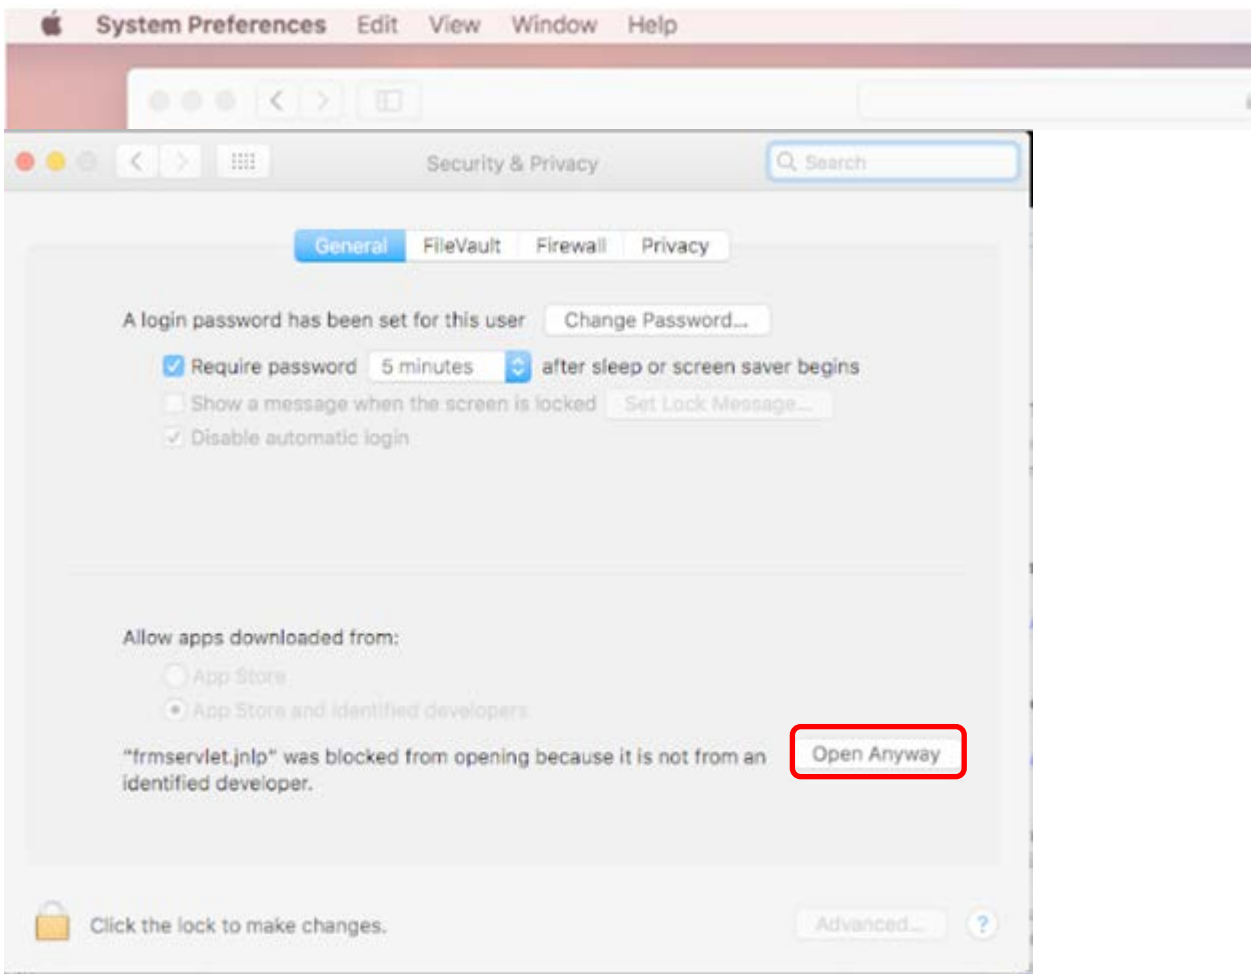 System Preferences Edit View Window Help
Security & Privacy
Search
General FileVault Firewall Privacy
A login password has been set for this user Change Password...
Require password 5 minutes after sleep or screen saver begins
Show a message when the screen is locked Set Lock Message...
Disable automatic login
Allow apps downloaded from:
App Store
App Store and identified developers
"frmservlet.jnlp" was blocked from opening because it is not from an
identified developer.
Open Anyway
Click the lock to make changes.
Advanced...
?